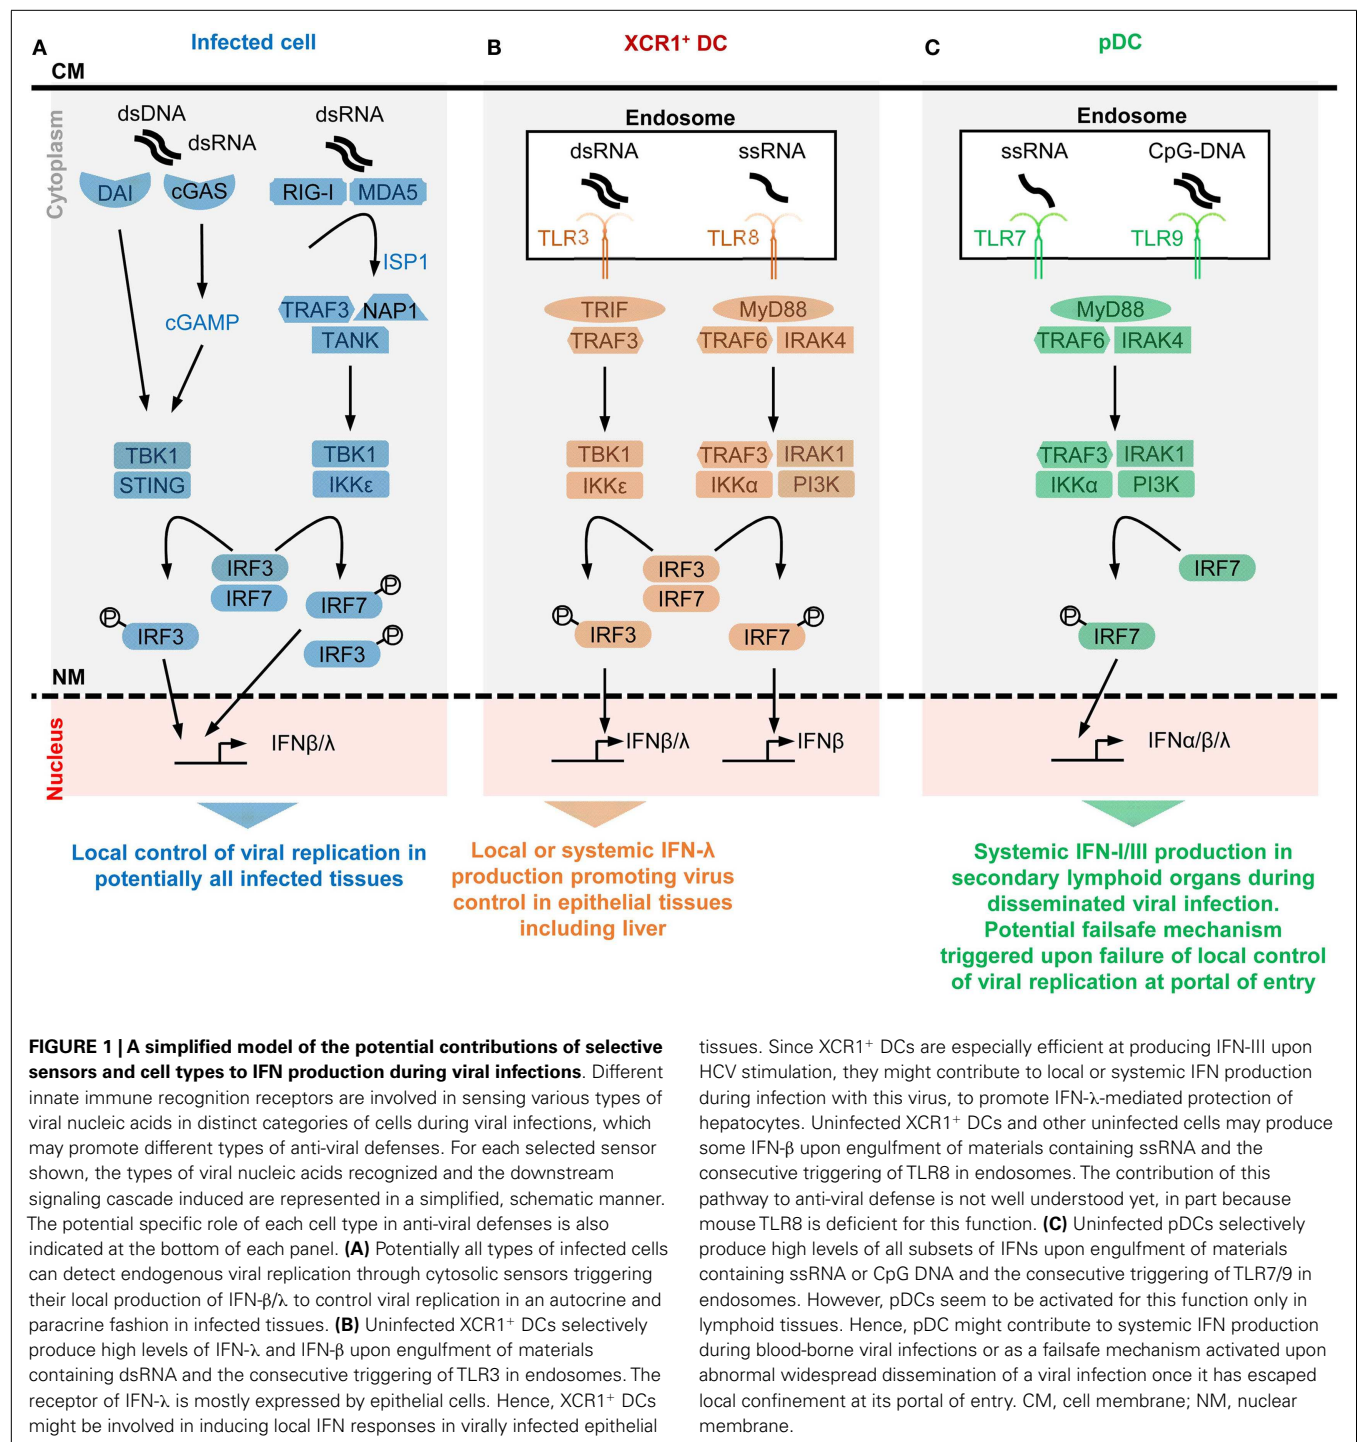 A
Infected cell
CM
Cytoplasm
dsDNA
dsRNA
dsRNA
DAI
cGAS
RIG-I
MDA5
ISP1
cGAMP
TRAF3
NAP1
TANK
TBK1
STING
TBK1
IKKε
IRF3
IRF7
P
IRF3
IRF7
P
IRF3
P
NM
Nucleus
IFNβ/λ
Local control of viral replication in
potentially all infected tissues
B
XCR1⁺ DC
Endosome
dsRNA
ssRNA
TLR3
TLR8
TRIF
TRAF3
MyD88
TRAF6
IRAK4
TBK1
IKKε
TRAF3
IRAK1
IKKα
PI3K
IRF3
IRF7
P
IRF3
P
IRF7
IFNβ/λ
IFNβ
Local or systemic IFN-λ
production promoting virus
control in epithelial tissues
including liver
C
pDC
Endosome
ssRNA
CpG-DNA
TLR7
TLR9
MyD88
TRAF6
IRAK4
TRAF3
IRAK1
IKKα
PI3K
IRF7
P
IRF7
IFNα/β/λ
Systemic IFN-I/III production in
secondary lymphoid organs during
disseminated viral infection.
Potential failsafe mechanism
triggered upon failure of local control
of viral replication at portal of entry
FIGURE 1 | A simplified model of the potential contributions of selective
sensors and cell types to IFN production during viral infections. Different
innate immune recognition receptors are involved in sensing various types of
viral nucleic acids in distinct categories of cells during viral infections, which
may promote different types of anti-viral defenses. For each selected sensor
shown, the types of viral nucleic acids recognized and the downstream
signaling cascade induced are represented in a simplified, schematic manner.
The potential specific role of each cell type in anti-viral defenses is also
indicated at the bottom of each panel. (A) Potentially all types of infected cells
can detect endogenous viral replication through cytosolic sensors triggering
their local production of IFN-β/λ to control viral replication in an autocrine and
paracrine fashion in infected tissues. (B) Uninfected XCR1⁺ DCs selectively
produce high levels of IFN-λ and IFN-β upon engulfment of materials
containing dsRNA and the consecutive triggering of TLR3 in endosomes. The
receptor of IFN-λ is mostly expressed by epithelial cells. Hence, XCR1⁺ DCs
might be involved in inducing local IFN responses in virally infected epithelial
tissues. Since XCR1⁺ DCs are especially efficient at producing IFN-III upon
HCV stimulation, they might contribute to local or systemic IFN production
during infection with this virus, to promote IFN-λ-mediated protection of
hepatocytes. Uninfected XCR1⁺ DCs and other uninfected cells may produce
some IFN-β upon engulfment of materials containing ssRNA and the
consecutive triggering of TLR8 in endosomes. The contribution of this
pathway to anti-viral defense is not well understood yet, in part because
mouse TLR8 is deficient for this function. (C) Uninfected pDCs selectively
produce high levels of all subsets of IFNs upon engulfment of materials
containing ssRNA or CpG DNA and the consecutive triggering of TLR7/9 in
endosomes. However, pDCs seem to be activated for this function only in
lymphoid tissues. Hence, pDC might contribute to systemic IFN production
during blood-borne viral infections or as a failsafe mechanism activated upon
abnormal widespread dissemination of a viral infection once it has escaped
local confinement at its portal of entry. CM, cell membrane; NM, nuclear
membrane.